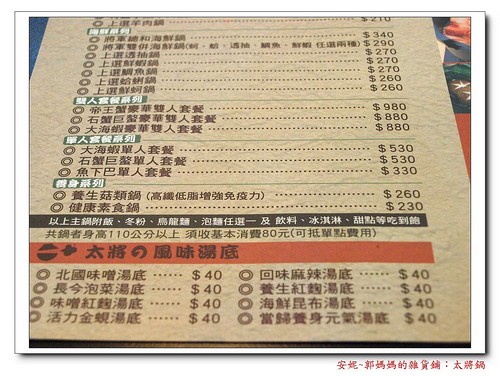 ◎上選羊肉鍋 $210
海鮮系列
◎將軍總和海鮮鍋 $340
◎將軍雙併海鮮鍋(蚵、蛤、透抽、鯛魚、鮮蝦 任選兩種) $290
◎上選透抽鍋 $270
◎上選鮮蝦鍋 $270
◎上選鯛魚鍋 $270
◎上選蛤蜊鍋 $260
◎上選鮮蚵鍋 $260
雙人套餐系列
◎帝王蟹豪華雙人套餐 $980
◎石蟹巨螯豪華雙人套餐 $880
◎大海蝦豪華雙人套餐 $880
單人套餐系列
◎大海蝦單人套餐 $530
◎石蟹巨螯單人套餐 $530
◎魚下巴單人套餐 $330
養身系列
◎養生菇類鍋(高纖低脂增強免疫力) $260
◎健康素食鍋 $230
以上主鍋附飯、冬粉、烏龍麵、泡麵任選一 及 飲料、冰淇淋、甜點等吃到飽
共鍋者身高110公分以上 須收基本消費80元(可抵單點費用)
太將の風味湯底
◎北國味噌湯底 $40 ◎回味麻辣湯底 $40
◎長今泡菜湯底 $40 ◎養生紅麴湯底 $40
◎味噌紅麴湯底 $40 ◎海鮮昆布湯底 $40
◎活力金蜆湯底 $40 ◎當歸養身元氣湯底 $40
安妮~郭媽媽的雜貨鋪：太將鍋